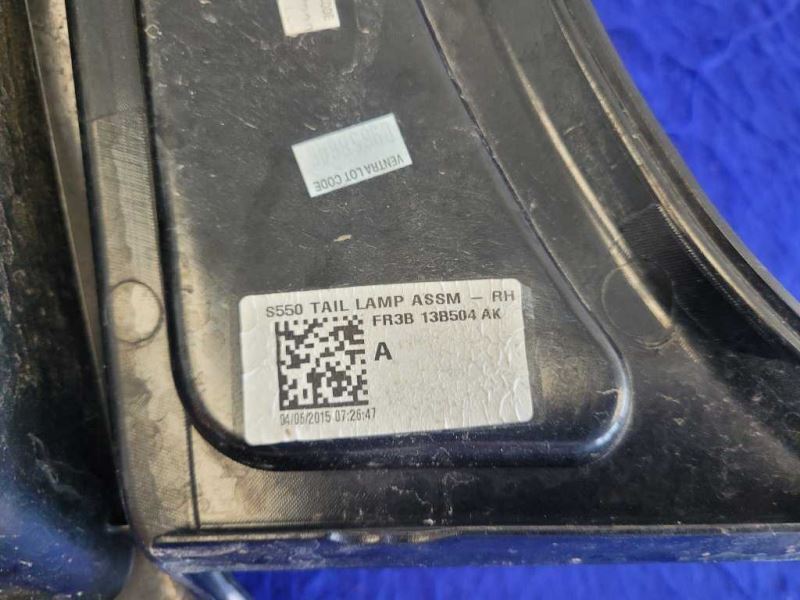 VENTRA LOT CODE
S550 TAIL LAMP ASSM - RH
FR3B 13B504 AK
A
04/06/2015 07:26:47